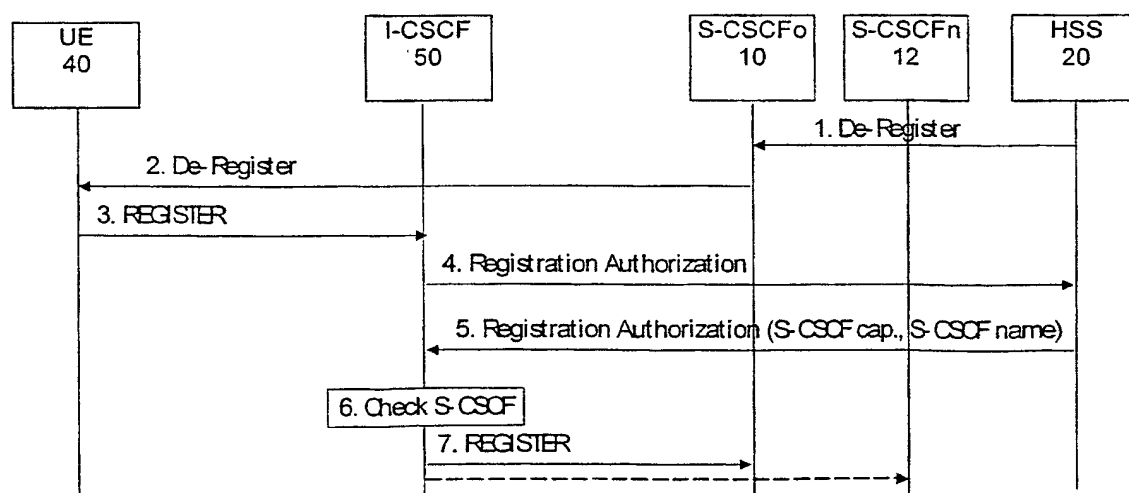 UE
40
I-CSCF
50
S-CSCFo
10
S-CSCFn
12
HSS
20
1. De-Register
2. De-Register
3. REGISTER
4. Registration Authorization
5. Registration Authorization (S-CSCF cap., S-CSCF name)
6. Check S-CSCF
7. REGISTER